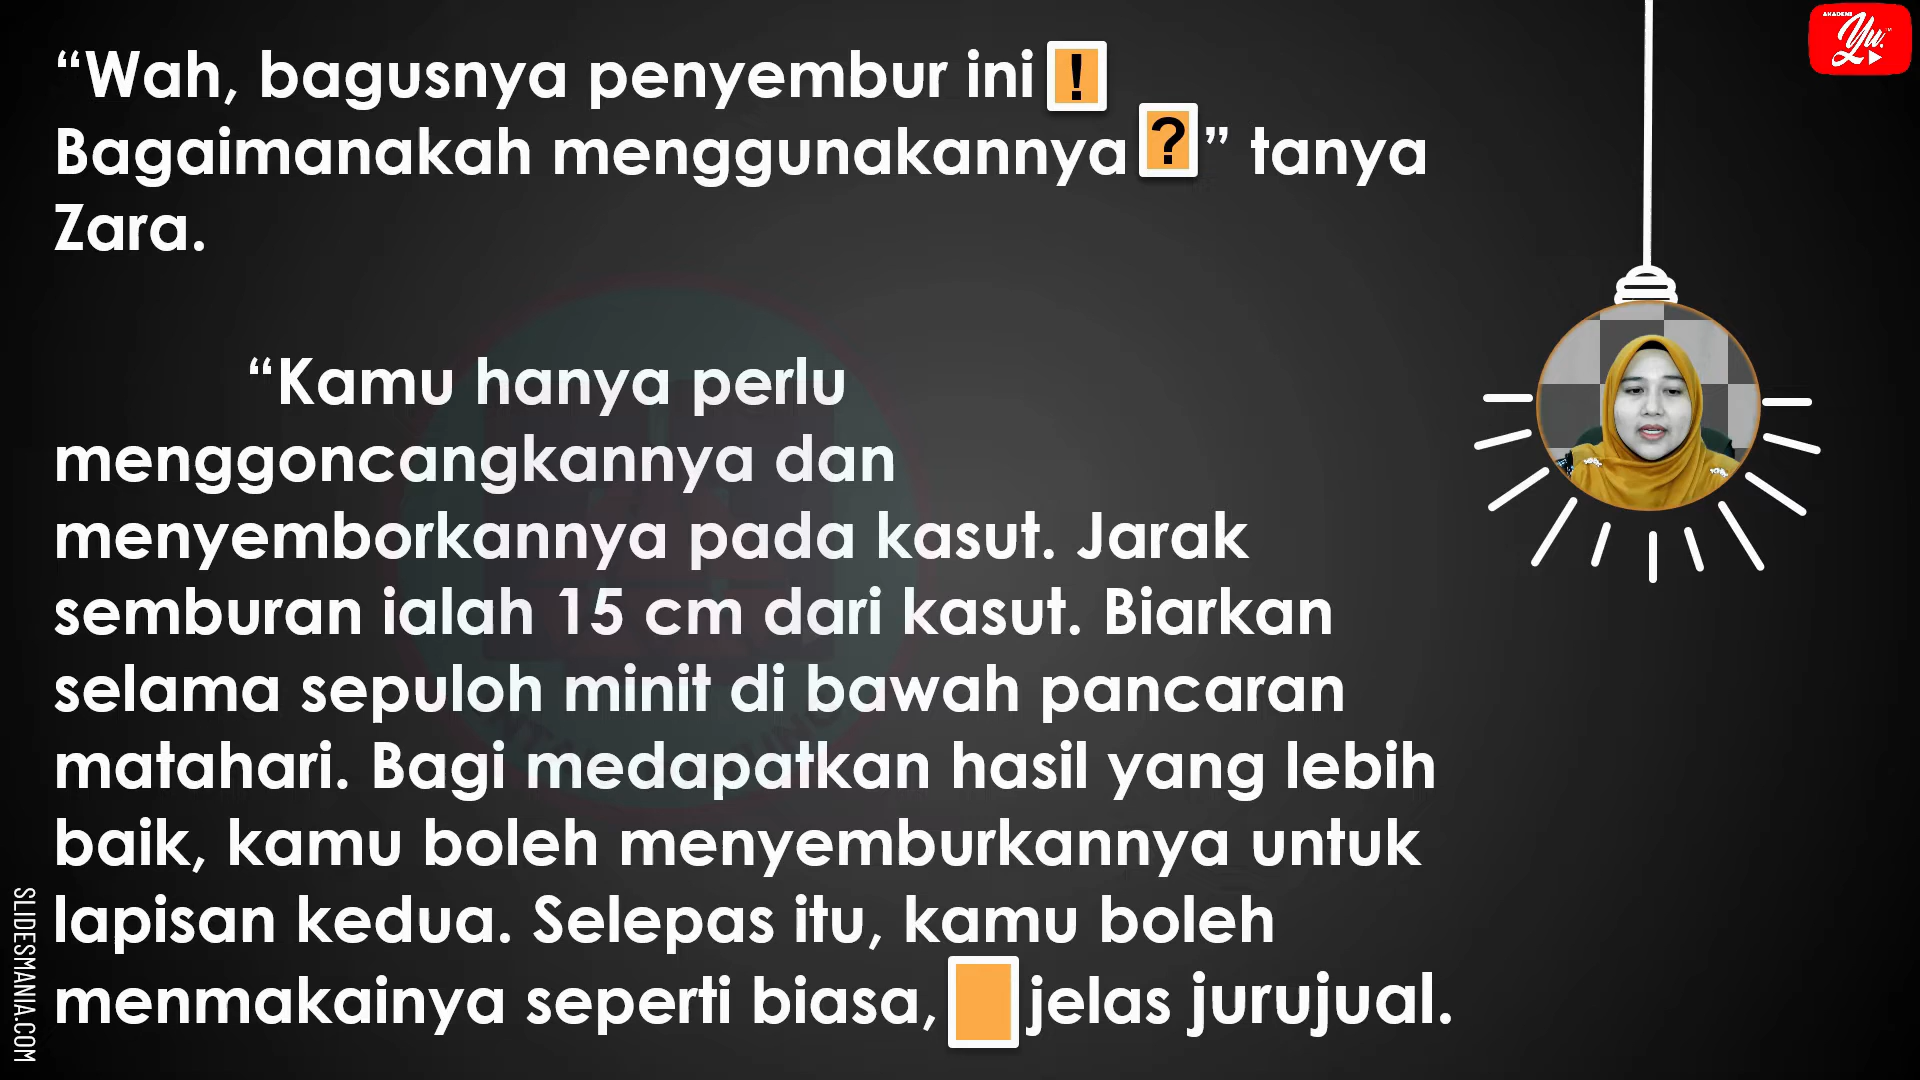 “Wah, bagusnya penyembur ini !
Bagaimanakah menggunakannya ?” tanya
Zara.
“Kamu hanya perlu
menggoncangkannya dan
menyemborkannya pada kasut. Jarak
semburan ialah 15 cm dari kasut. Biarkan
selama sepuloh minit di bawah pancaran
matahari. Bagi medapatkan hasil yang lebih
baik, kamu boleh menyemburkannya untuk
lapisan kedua. Selepas itu, kamu boleh
menmakainya seperti biasa, jelas jurujual.
SLIDESMANIA.COM
AKADEMI
Yu.